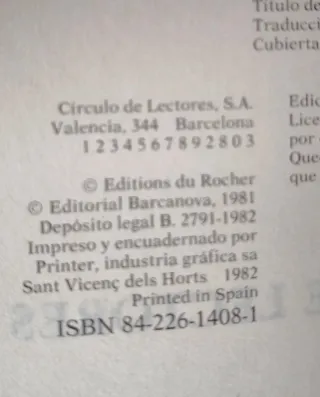 Título de
Traducci
Cubierta
Círculo de Lectores, S.A.
Valencia, 344 Barcelona
1 2 3 4 5 6 7 8 9 2 8 0 3
Edic
Lice
por
Que
que
© Editions du Rocher
© Editorial Barcanova, 1981
Depósito legal B. 2791-1982
Impreso y encuadernado por
Printer, industria gráfica sa
Sant Vicenç dels Horts 1982
Printed in Spain
ISBN 84-226-1408-1